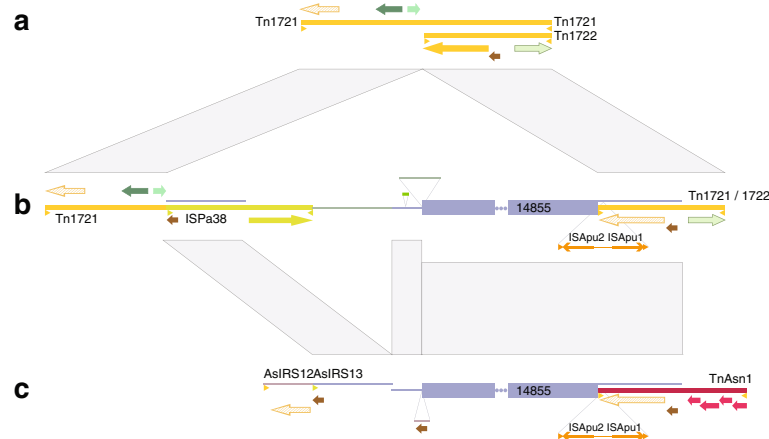 a
Tn1721
Tn1721
Tn1722
b
Tn1721
ISPa38
14855
Tn1721 / 1722
ISApu2 ISApu1
c
AsIRS12AsIRS13
14855
TnAsn1
ISApu2 ISApu1